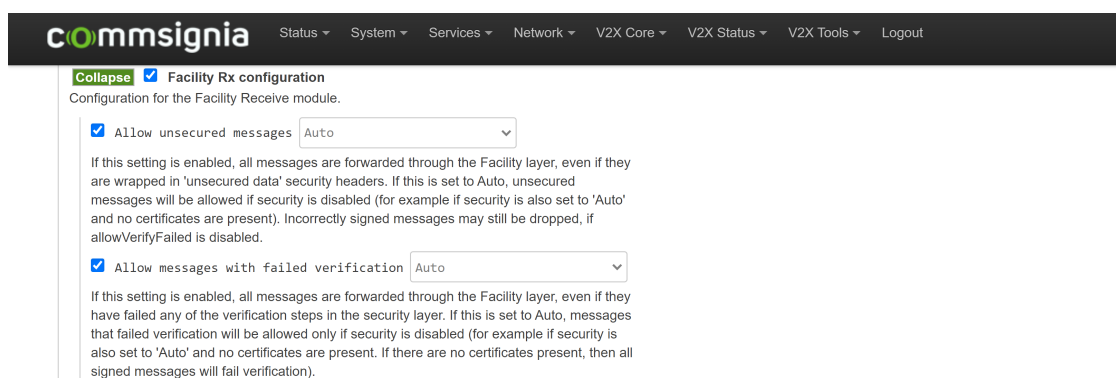 commsignia Status System Services Network V2X Core V2X Status V2X Tools Logout
Collapse Facility Rx configuration
Configuration for the Facility Receive module.
Allow unsecured messages Auto
If this setting is enabled, all messages are forwarded through the Facility layer, even if they
are wrapped in 'unsecured data' security headers. If this is set to Auto, unsecured
messages will be allowed if security is disabled (for example if security is also set to 'Auto'
and no certificates are present). Incorrectly signed messages may still be dropped, if
allowVerifyFailed is disabled.
Allow messages with failed verification Auto
If this setting is enabled, all messages are forwarded through the Facility layer, even if they
have failed any of the verification steps in the security layer. If this is set to Auto, messages
that failed verification will be allowed only if security is disabled (for example if security is
also set to 'Auto' and no certificates are present. If there are no certificates present, then all
signed messages will fail verification).